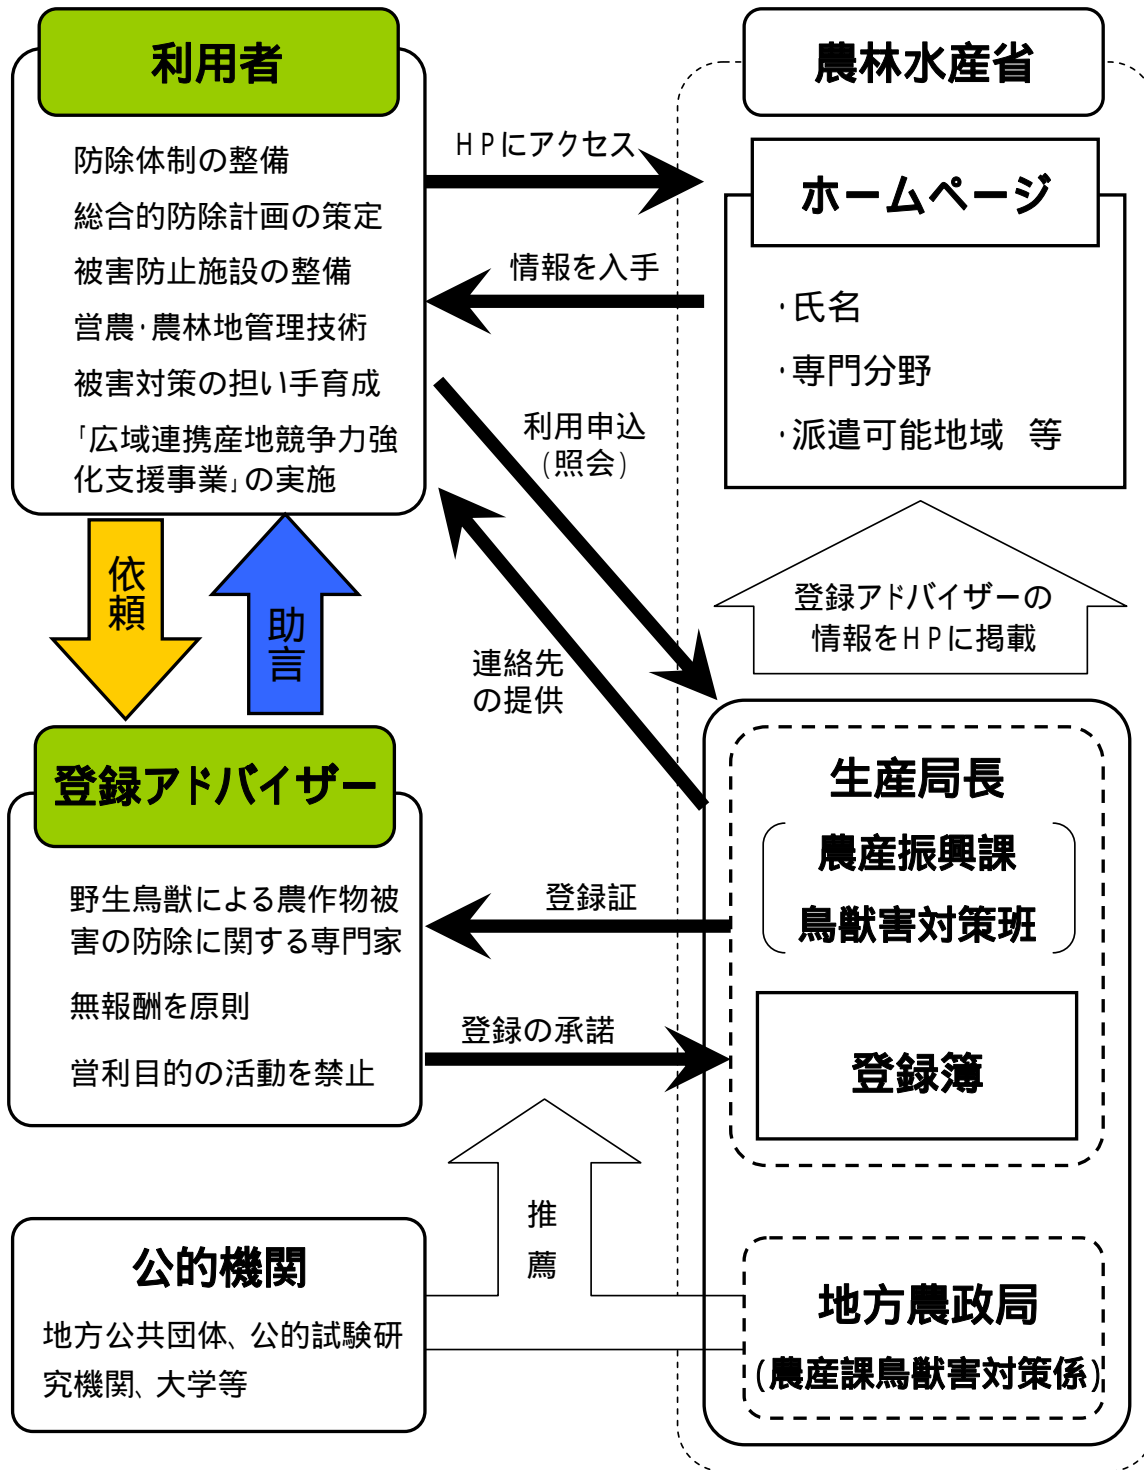 利用者
防除体制の整備
総合的防除計画の策定
被害防止施設の整備
営農・農林地管理技術
被害対策の担い手育成
「広域連携産地競争力強
化支援事業」の実施
HPにアクセス
情報を入手
利用申込
(照会)
連絡先
の提供
農林水産省
ホームページ
・氏名
・専門分野
・派遣可能地域 等
登録アドバイザーの
情報をHPに掲載
依頼
助言
登録アドバイザー
野生鳥獣による農作物被
害の防除に関する専門家
無報酬を原則
営利目的の活動を禁止
登録証
登録の承諾
生産局長
農産振興課
鳥獣害対策班
登録簿
推薦
公的機関
地方公共団体、公的試験研
究機関、大学等
地方農政局
(農産課鳥獣害対策係)